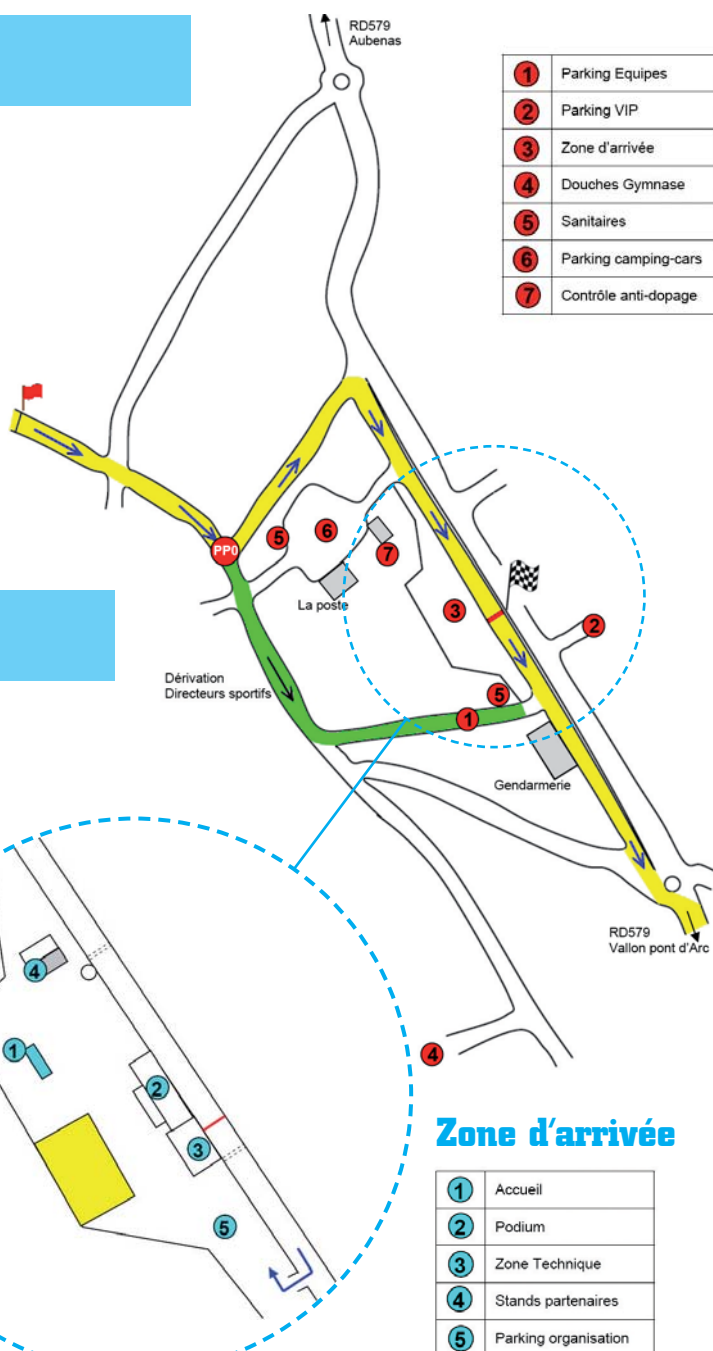 RD579
Aubenas
1 Parking Equipes
2 Parking VIP
3 Zone d'arrivée
4 Douches Gymnase
5 Sanitaires
6 Parking camping-cars
7 Contrôle anti-dopage
PP0
5
6
7
La poste
3
2
Dérivation
Directeurs sportifs
5
1
Gendarmerie
RD579
Vallon pont d'Arc
4
4
1
2
3
5
Zone d'arrivée
1 Accueil
2 Podium
3 Zone Technique
4 Stands partenaires
5 Parking organisation